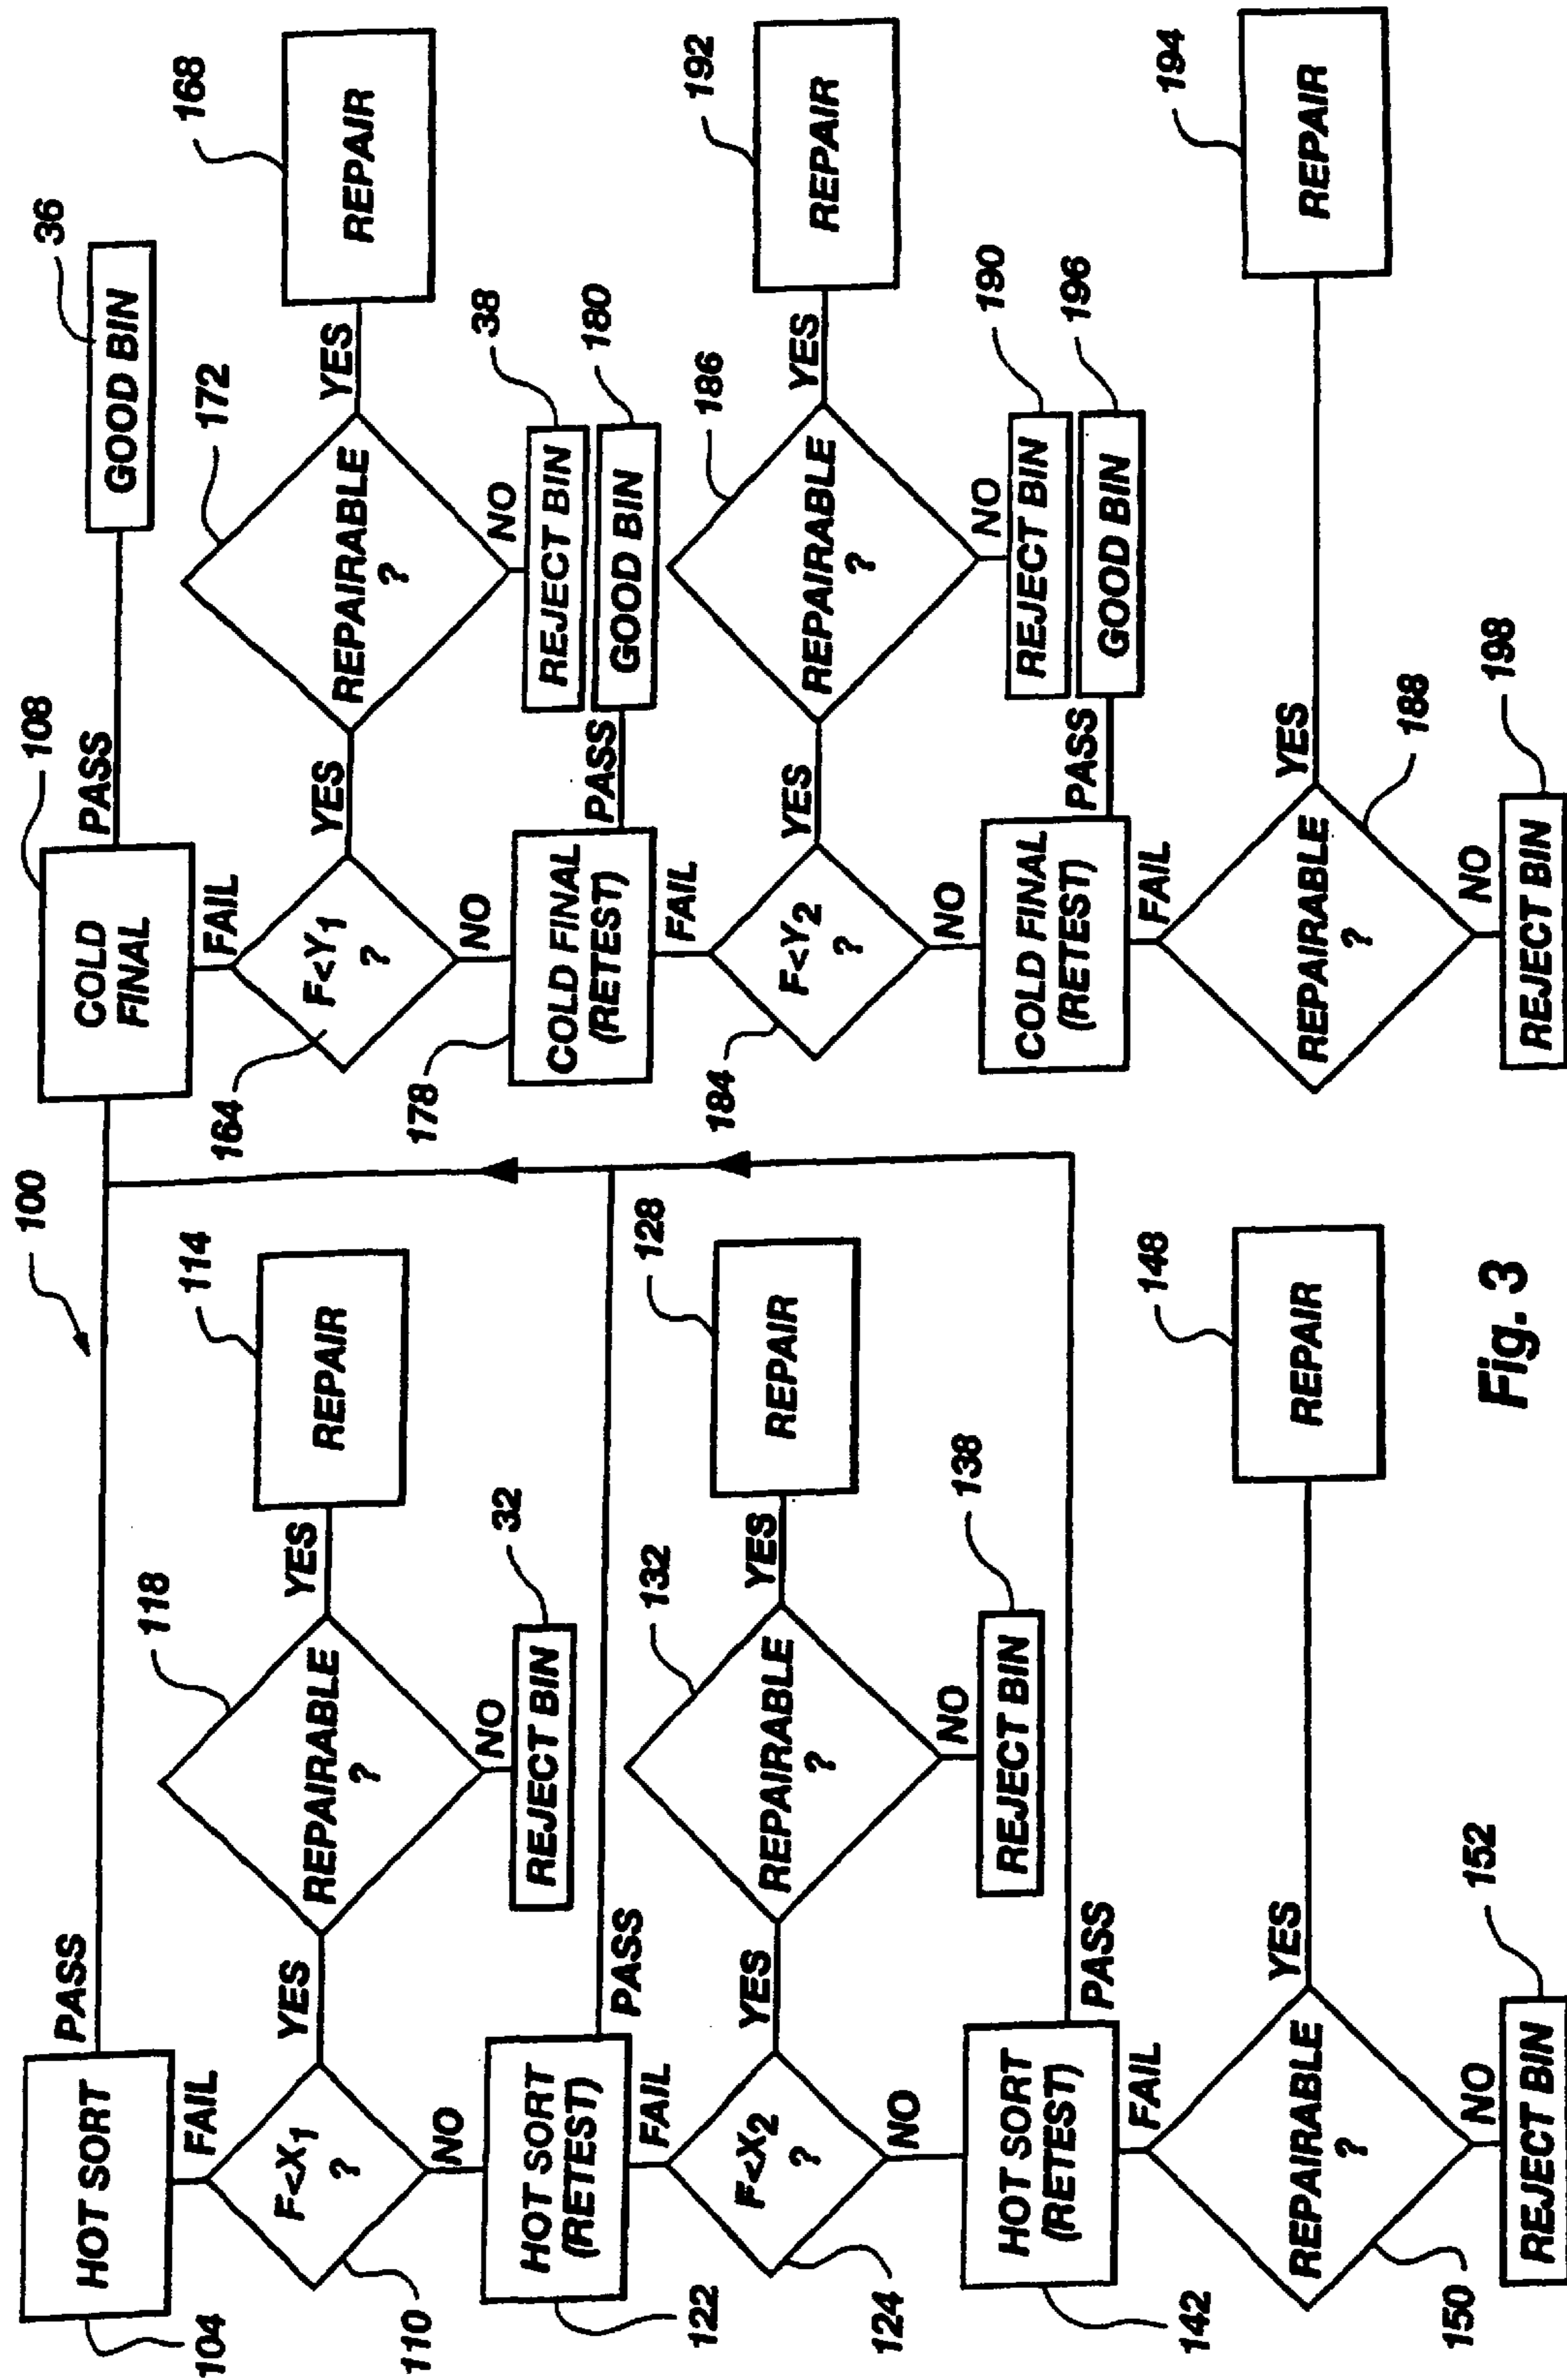 100
104
HOT SORT
PASS
108
COLD
FINAL
PASS
36
GOOD BIN
FAIL
110
F<X1
?
YES
118
REPAIRABLE
?
YES
114
REPAIR
NO
REJECT BIN
32
122
HOT SORT
(RETEST)
PASS
FAIL
124
F<X2
?
YES
132
REPAIRABLE
?
YES
128
REPAIR
NO
REJECT BIN
138
142
HOT SORT
(RETEST)
PASS
FAIL
150
REPAIRABLE
?
YES
148
REPAIR
NO
REJECT BIN
152
FAIL
164
F<Y1
?
YES
172
REPAIRABLE
?
YES
168
REPAIR
NO
REJECT BIN
38
178
COLD FINAL
(RETEST)
PASS
GOOD BIN
180
FAIL
184
F<Y2
?
YES
186
REPAIRABLE
?
YES
192
REPAIR
NO
REJECT BIN
190
COLD FINAL
(RETEST)
PASS
GOOD BIN
196
FAIL
REPAIRABLE
?
188
YES
194
REPAIR
NO
REJECT BIN
198
Fig. 3